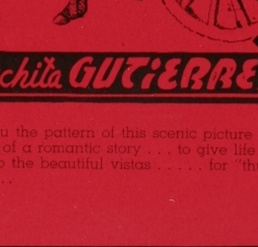 chita GUTIERRE
u the pattern of this scenic picture
of a romantic story . . . to give life
o the beautiful vistas . . . . . for "th
. .